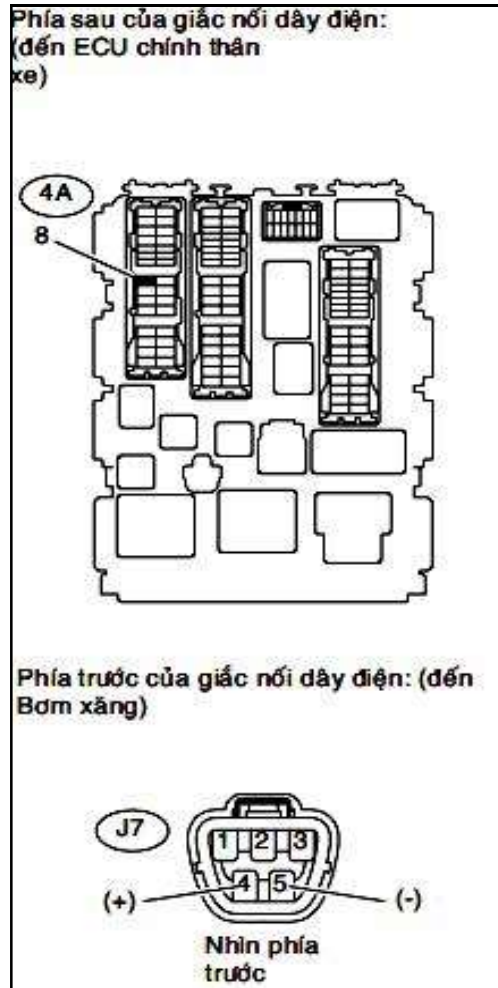 Phía sau của giắc nối dây điện:
(đến ECU chính thân
xe)
4A
8
Phía trước của giắc nối dây điện: (đến
Bơm xăng)
J7
1 2 3
(+) 4 5 (-)
Nhìn phía
trước